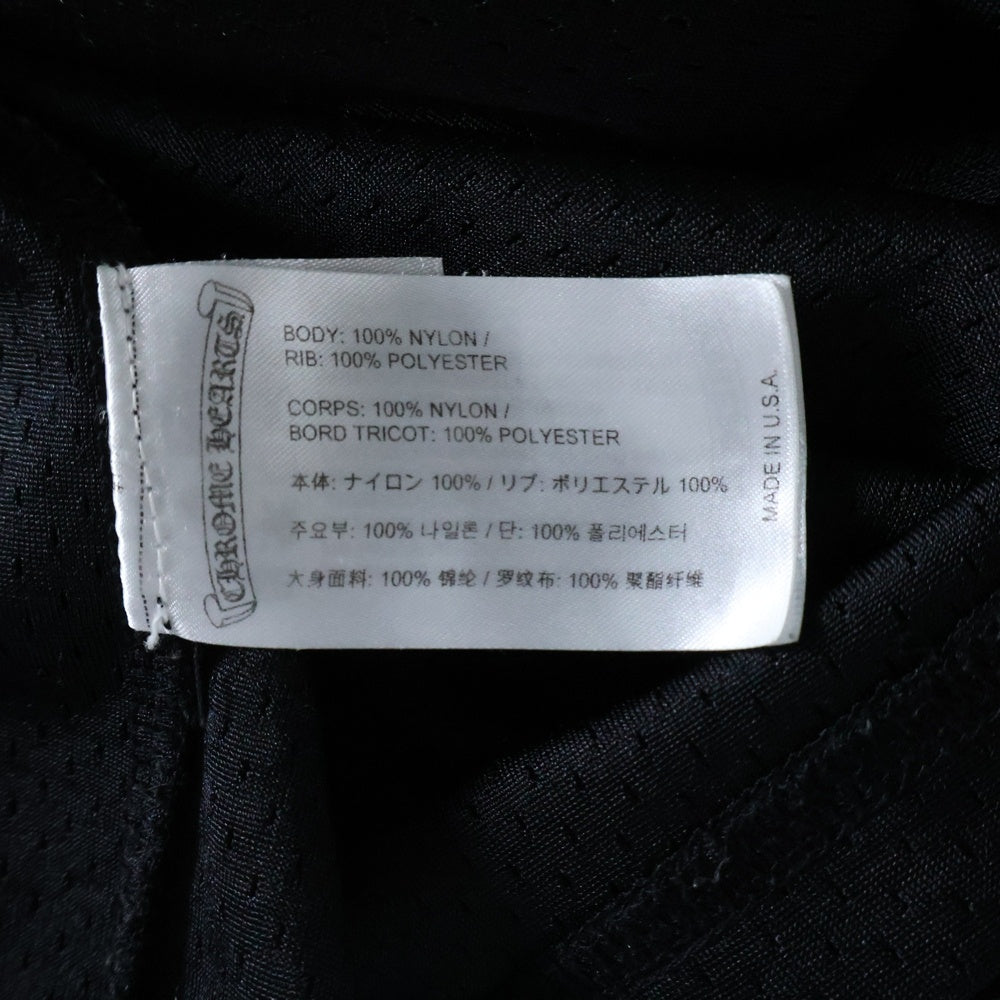 CHROME HEARTS
BODY: 100% NYLON /
RIB: 100% POLYESTER
CORPS: 100% NYLON /
BORD TRICOT: 100% POLYESTER
本体: ナイロン 100% / リブ: ポリエステル 100%
주요부: 100% 나일론 / 단: 100% 폴리에스터
大身面料: 100% 锦纶 / 罗纹布: 100% 聚酯纤维
MADE IN U.S.A.